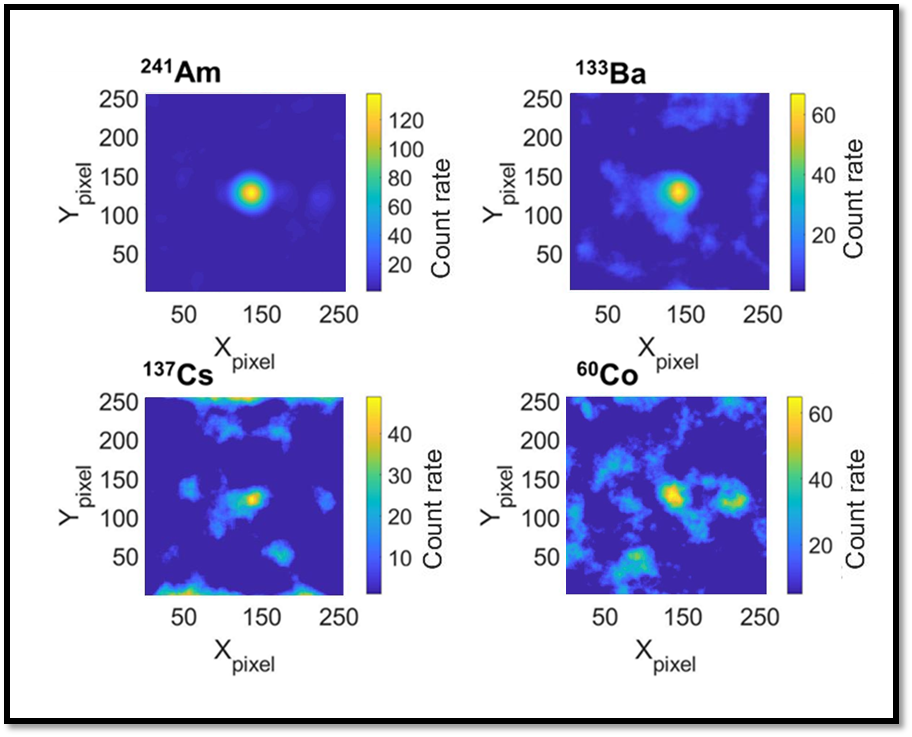 ²⁴¹Am
250
200
150
100
50
Ypixel
50 150 250
Xpixel
120
100
80
60
40
20
Count rate
¹³³Ba
250
200
150
100
50
Ypixel
50 150 250
Xpixel
60
40
20
Count rate
¹³⁷Cs
250
200
150
100
50
Ypixel
50 150 250
Xpixel
40
30
20
10
Count rate
⁶⁰Co
250
200
150
100
50
Ypixel
50 150 250
Xpixel
60
40
20
Count rate